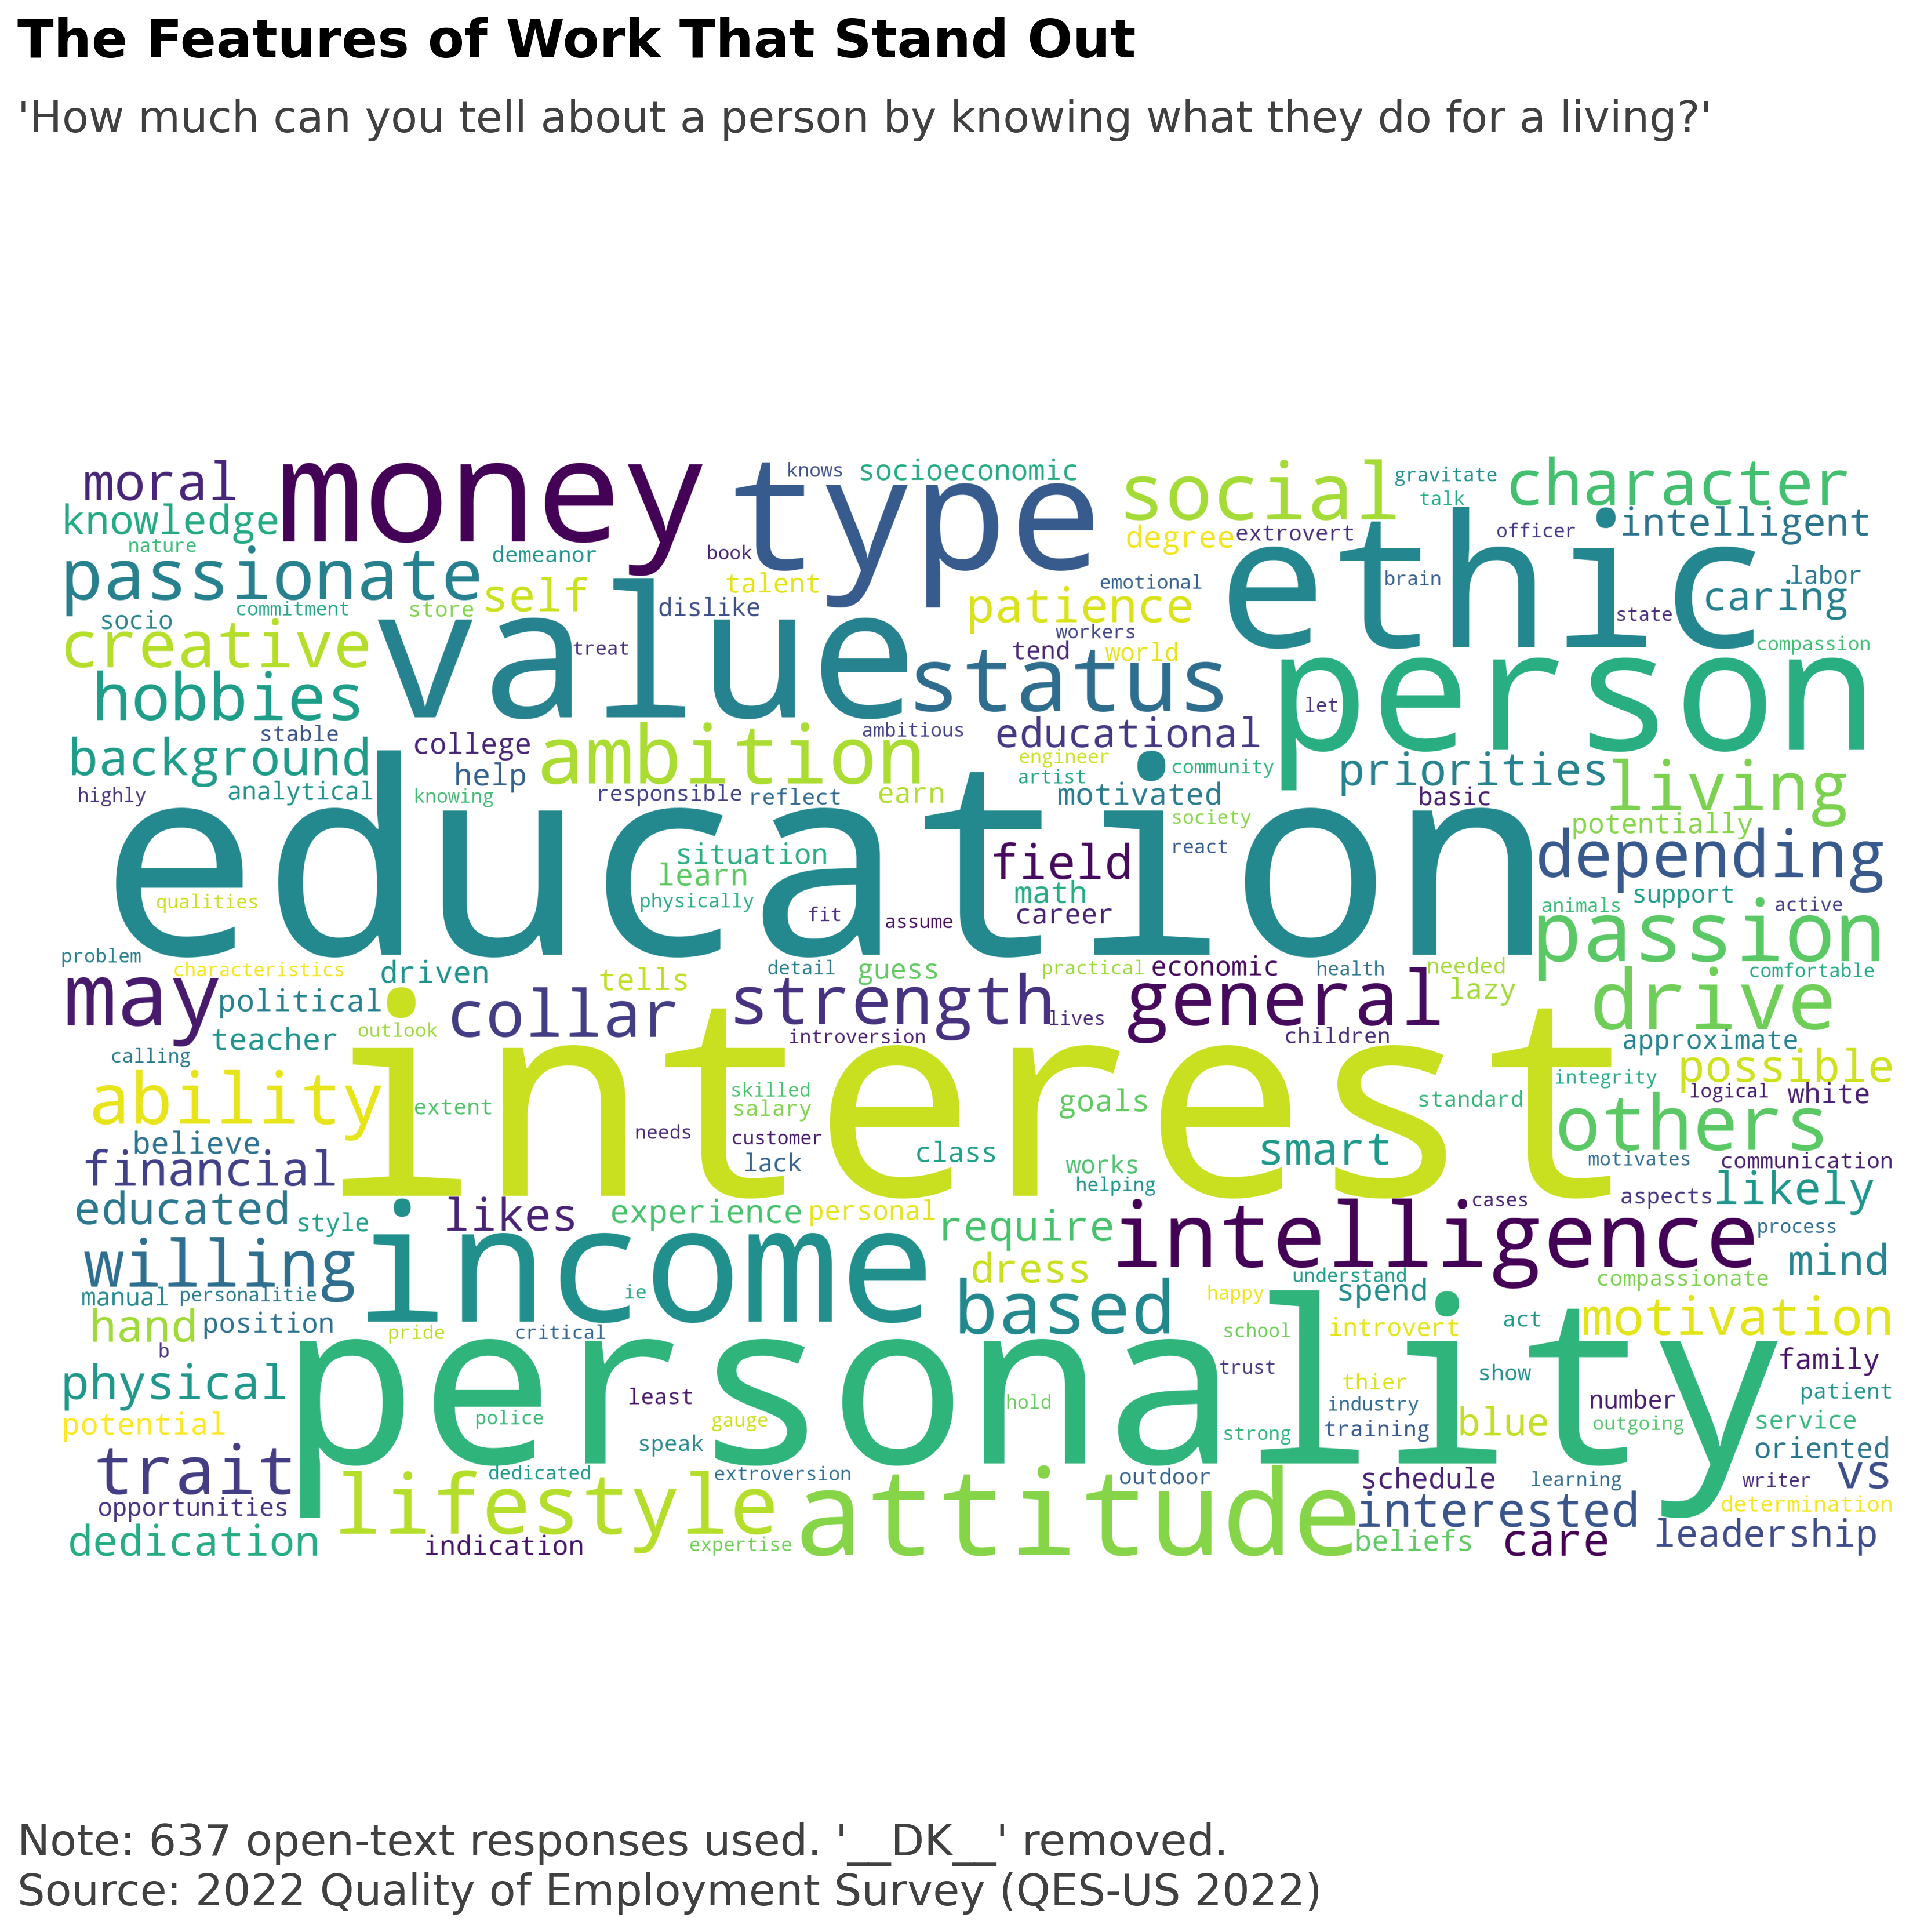 The Features of Work That Stand Out
'How much can you tell about a person by knowing what they do for a living?'
moral money type knows socioeconomic social gravitate talk character
knowledge nature passionate demeanor book degree extrovert ethic officer intelligent
socio commitment store self talent dislike patience emotional brain labor caring
creative value treat workers tend world status state compassion
hobbies stable college ambition ambitious educational let person
background help engineer artist community priorities living
highly analytical knowing responsible reflect earn motivated society basic potentially
education situation learn physically field math career react depending
qualities fit assume support animals active passion
problem characteristics driven tells detail guess practical economic health needed comfortable
may political collar strength lives general lazy drive
teacher outlook introversion children approximate
calling interest integrity possible
ability extent skilled salary goals standard logical white others
believe needs customer lack class works helping smart motivates communication
financial
educated style likes experience personal require intelligence cases aspects likely process
willing income dress understand spend compassionate mind
manual personalitie ie based happy
hand position pride critical school introvert act motivation
b personality trust show family
physical least hold thier number patient
potential police gauge industry outgoing service
speak strong training blue oriented
trait dedicated extroversion outdoor schedule learning writer vs
opportunities lifestyle attitude interested determination
dedication indication expertise beliefs care leadership
Note: 637 open-text responses used. '__DK__' removed.
Source: 2022 Quality of Employment Survey (QES-US 2022)